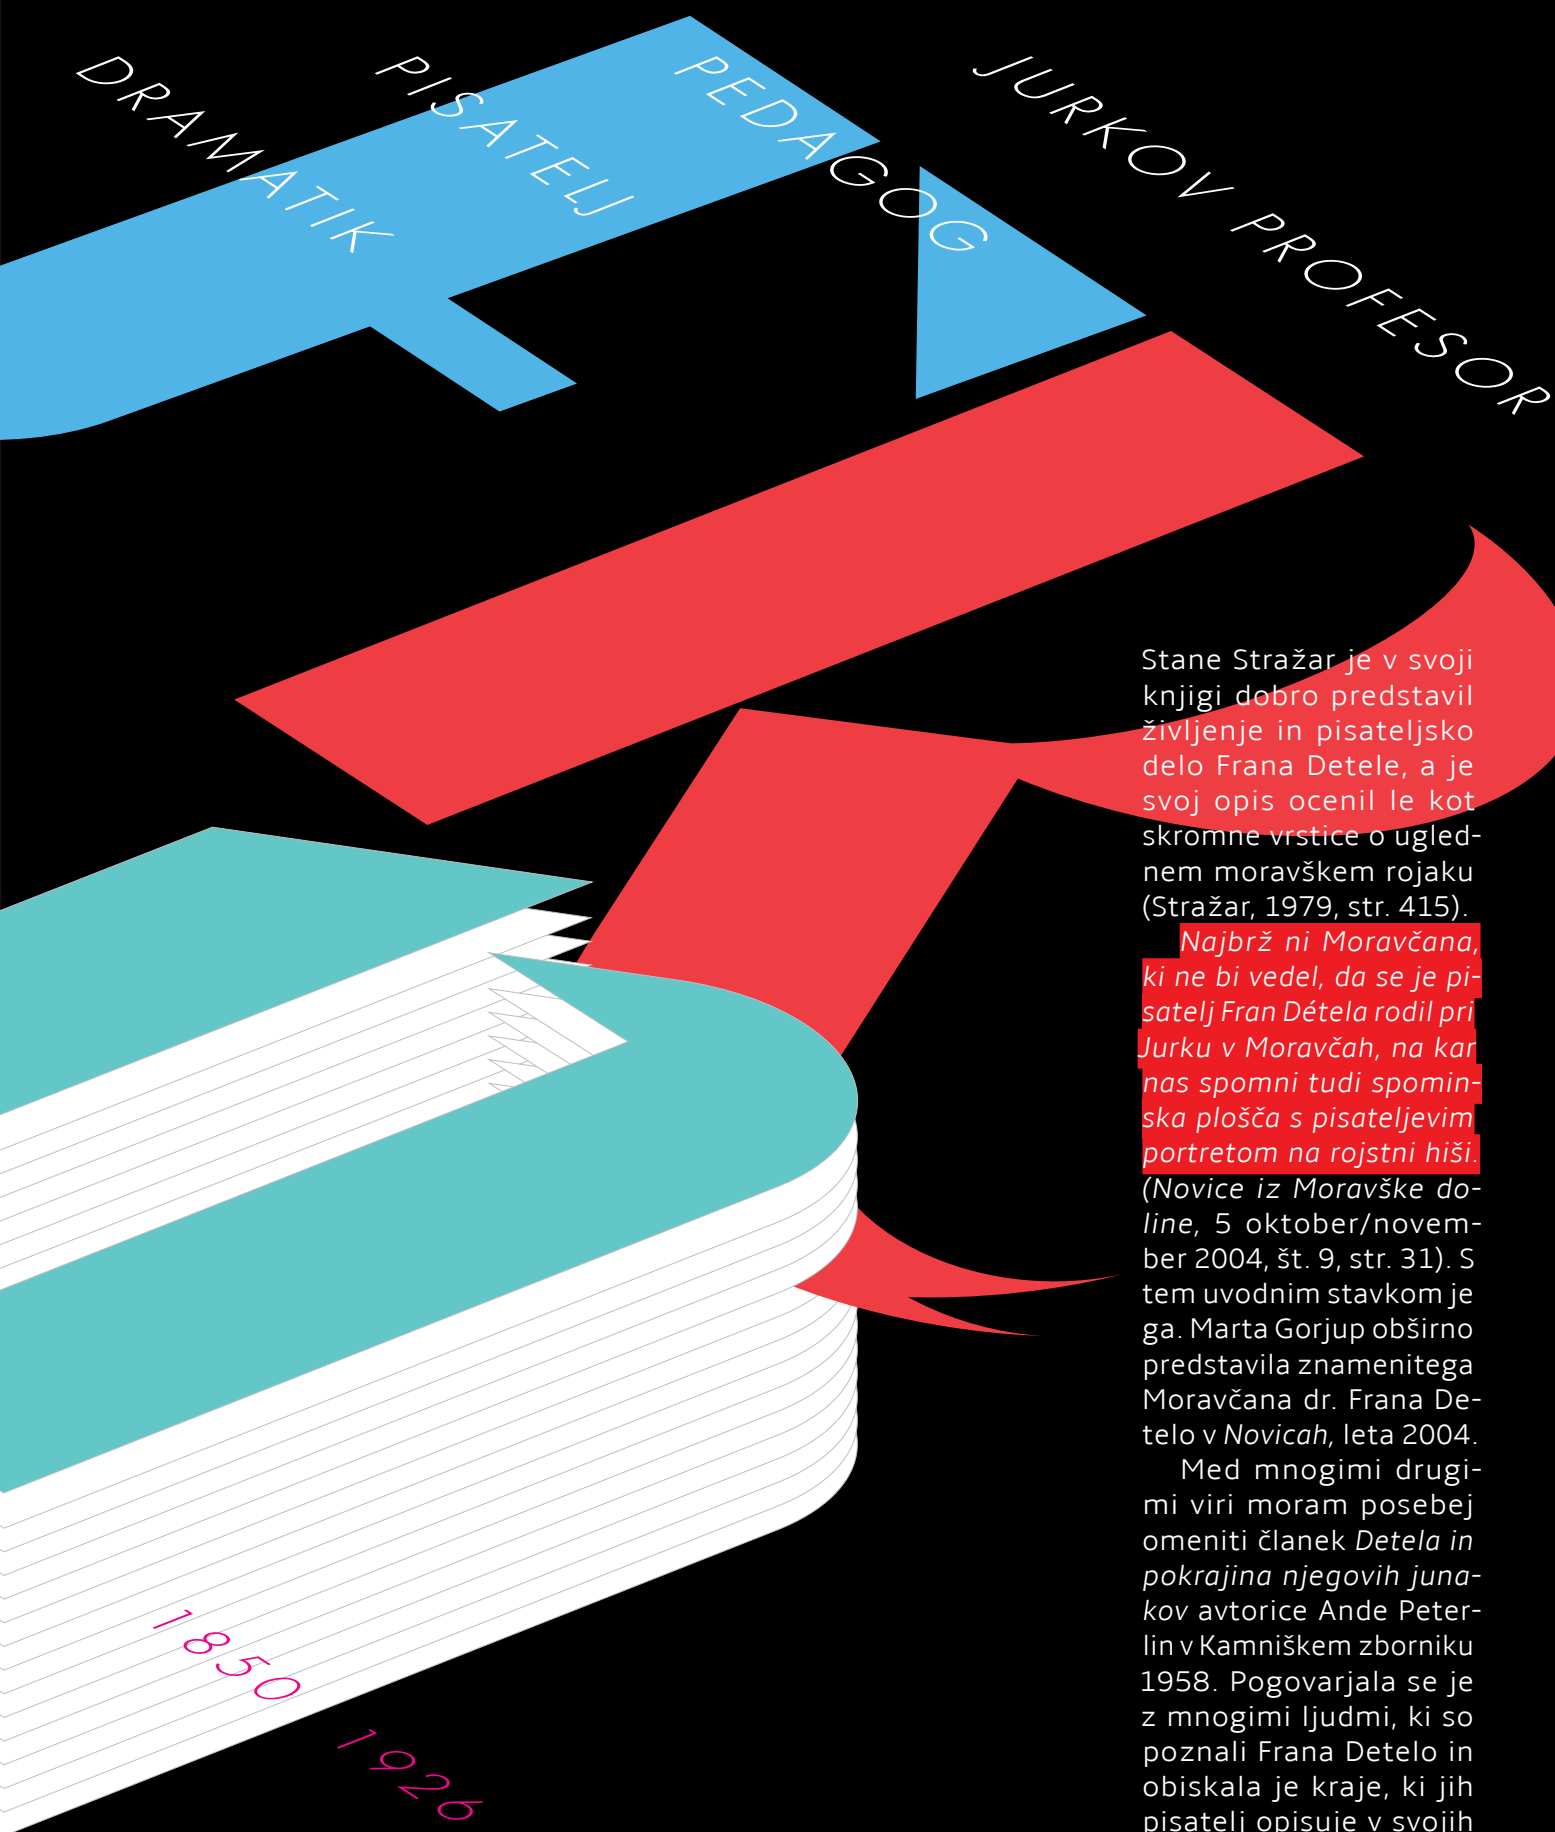 DRAMATIK
PISATELJ
PEDAGOG
JURKOV PROFESOR
Stane Stražar je v svoji
knjigi dobro predstavil
življenje in pisateljsko
delo Frana Detele, a je
svoj opis ocenil le kot
skromne vrstice o ugled-
nem moravškem rojaku
(Stražar, 1979, str. 415).
Najbrž ni Moravčana,
ki ne bi vedel, da se je pi-
satelj Fran Détela rodil pri
Jurku v Moravčah, na kar
nas spomni tudi spomin-
ska plošča s pisateljevim
portretom na rojstni hiši.
(Novice iz Moravške do-
line, 5 oktober/novem-
ber 2004, št. 9, str. 31). S
tem uvodnim stavkom je
ga. Marta Gorjup obširno
predstavila znamenitega
Moravčana dr. Frana De-
telo v Novicah, leta 2004.
Med mnogimi drugi-
mi viri moram posebej
omeniti članek Detela in
pokrajina njegovih juna-
kov avtorice Ande Peter-
lin v Kamniškem zborniku
1958. Pogovarjala se je
z mnogimi ljudmi, ki so
poznali Frana Detelo in
obiskala je kraje, ki jih
pisatelj opisuje v svojih
1850
1926